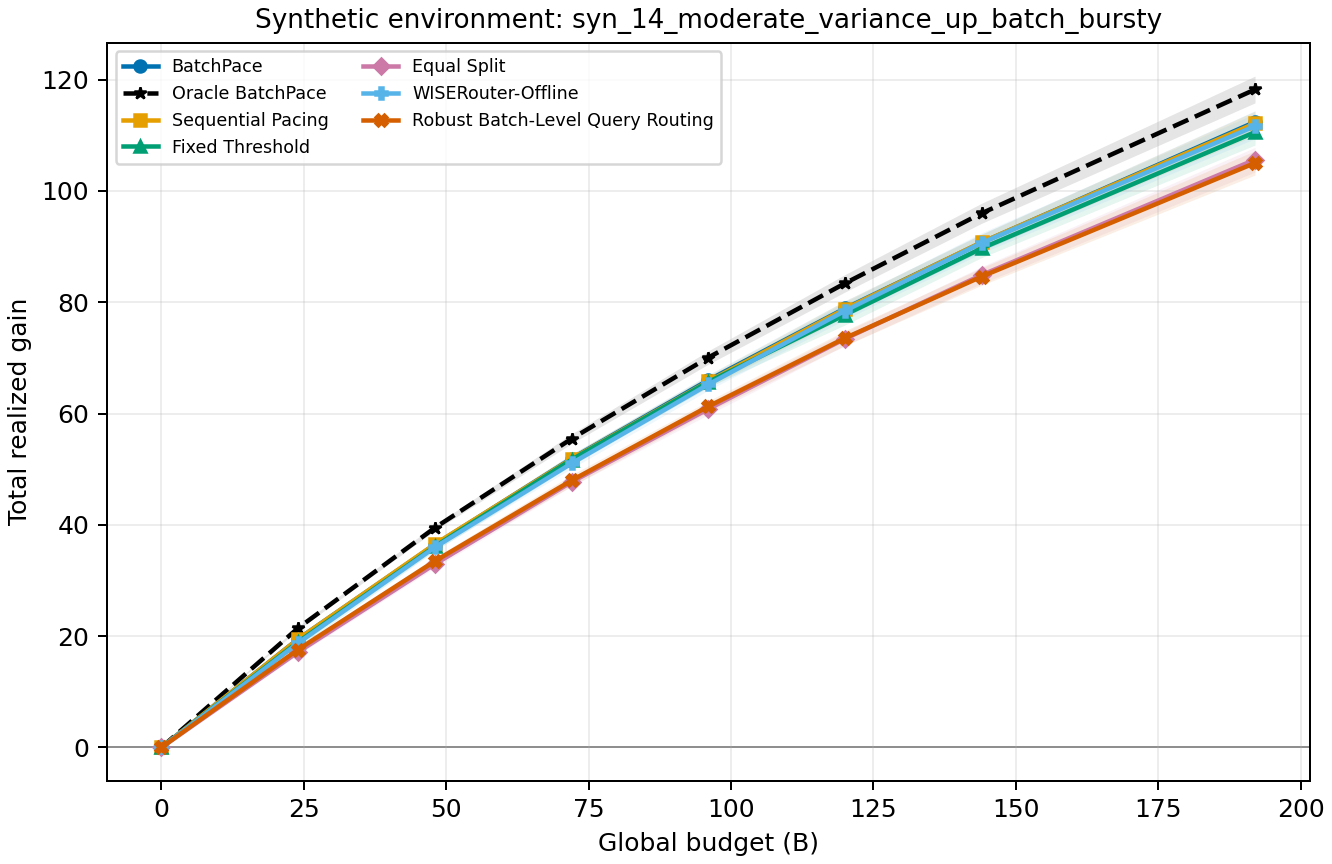 Synthetic environment: syn_14_moderate_variance_up_batch_bursty
BatchPace
Oracle BatchPace
Sequential Pacing
Fixed Threshold
Equal Split
WISERouter-Offline
Robust Batch-Level Query Routing
Total realized gain
120
100
80
60
40
20
0
0 25 50 75 100 125 150 175 200
Global budget (B)